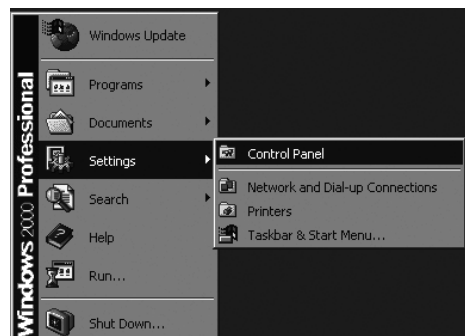 Windows 2000 Professional
Windows Update
Programs
Documents
Settings
Search
Help
Run...
Shut Down...
Control Panel
Network and Dial-up Connections
Printers
Taskbar & Start Menu...